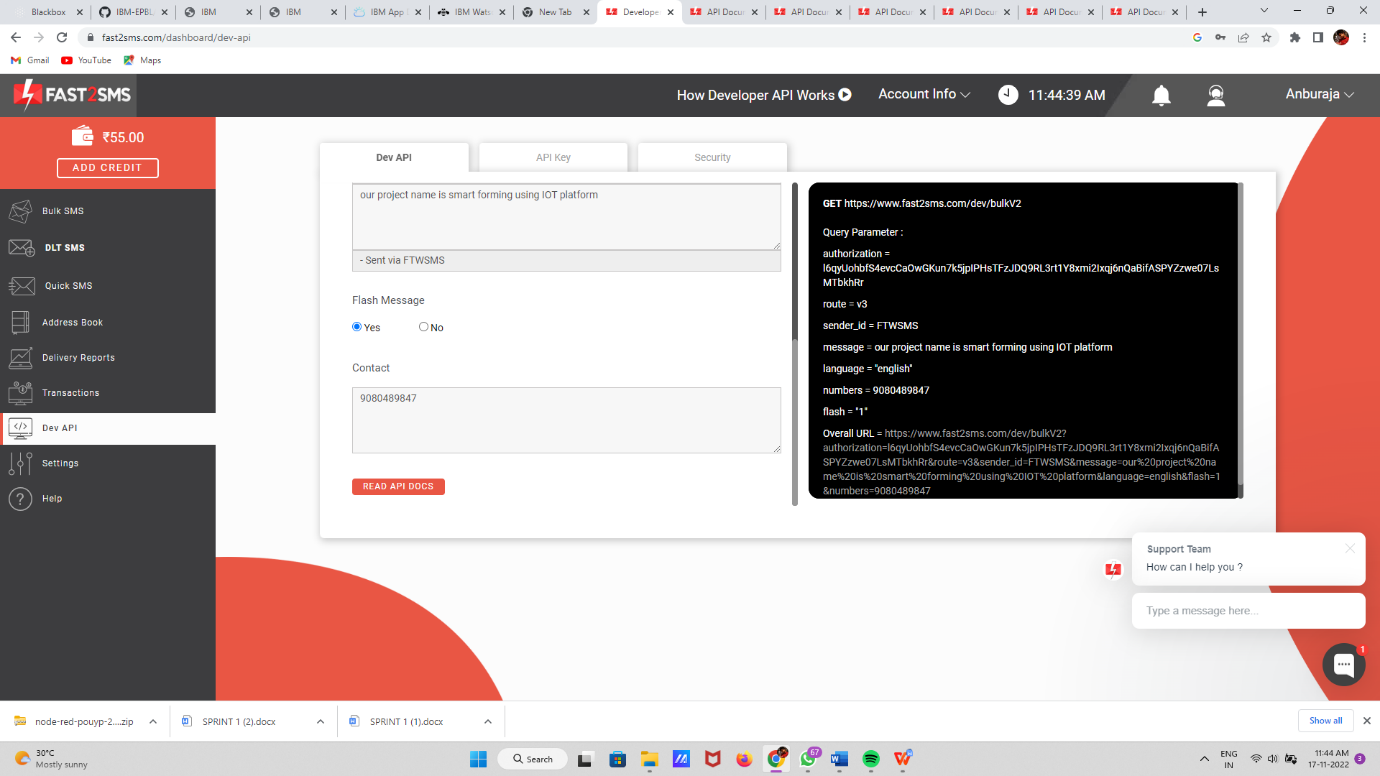 Blackbox
IBM-EPBL
IBM
IBM
IBM App
IBM Wats
New Tab
Develope
API Docu
API Docu
API Docu
API Docu
API Docu
API Docu
fast2sms.com/dashboard/dev-api
Gmail
YouTube
Maps
FAST2SMS
How Developer API Works
Account Info
11:44:39 AM
Anburaja
₹55.00
ADD CREDIT
Bulk SMS
DLT SMS
Quick SMS
Address Book
Delivery Reports
Transactions
Dev API
Settings
Help
Dev API
API Key
Security
our project name is smart forming using IOT platform
- Sent via FTWSMS
Flash Message
Yes
No
Contact
9080489847
READ API DOCS
GET https://www.fast2sms.com/dev/bulkV2
Query Parameter :
authorization =
l6qyUohbfS4evcCaOwGKun7k5jpIPHsTFzJDQ9RL3rt1Y8xmi2Ixqj6nQaBifASPYZzwe07Ls
MTbkhRr
route = v3
sender_id = FTWSMS
message = our project name is smart forming using IOT platform
language = "english"
numbers = 9080489847
flash = "1"
Overall URL = https://www.fast2sms.com/dev/bulkV2?
authorization=l6qyUohbfS4evcCaOwGKun7k5jpIPHsTFzJDQ9RL3rt1Y8xmi2Ixqj6nQaBifA
SPYZzwe07LsMTbkhRr&route=v3&sender_id=FTWSMS&message=our%20project%20na
me%20is%20smart%20forming%20using%20IOT%20platform&language=english&flash=1
&numbers=9080489847
Support Team
How can I help you ?
Type a message here...
1
node-red-pouyp-2....zip
SPRINT 1 (2).docx
SPRINT 1 (1).docx
Show all
30°C
Mostly sunny
Search
67
ENG
IN
11:44 AM
17-11-2022
3